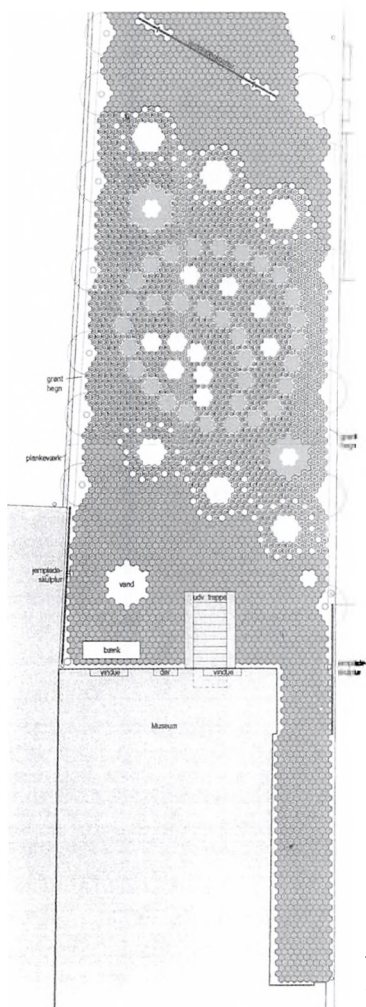 grønt
hegn
plankeværk
grønt
hegn
jernplade-
skulptur
vand
udv. trappe
bænk
vindue
dør
vindue
jernplade-
skulptur
Museum